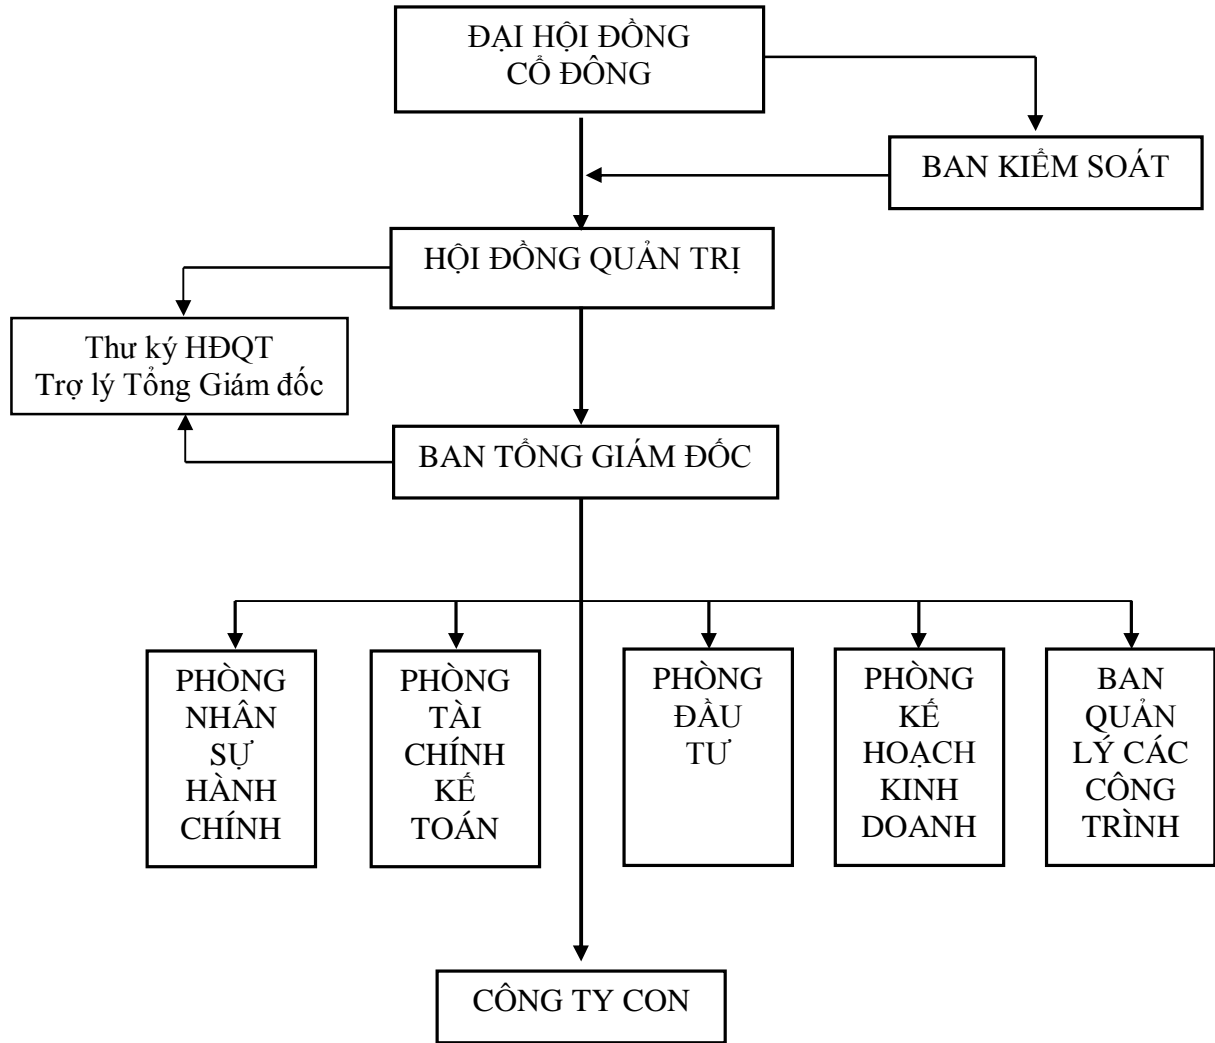 ĐẠI HỘI ĐỒNG
CỔ ĐÔNG
BAN KIỂM SOÁT
HỘI ĐỒNG QUẢN TRỊ
Thư ký HĐQT
Trợ lý Tổng Giám đốc
BAN TỔNG GIÁM ĐỐC
PHÒNG
NHÂN
SỰ
HÀNH
CHÍNH
PHÒNG
TÀI
CHÍNH
KẾ
TOÁN
PHÒNG
ĐẦU
TƯ
PHÒNG
KẾ
HOẠCH
KINH
DOANH
BAN
QUẢN
LÝ CÁC
CÔNG
TRÌNH
CÔNG TY CON